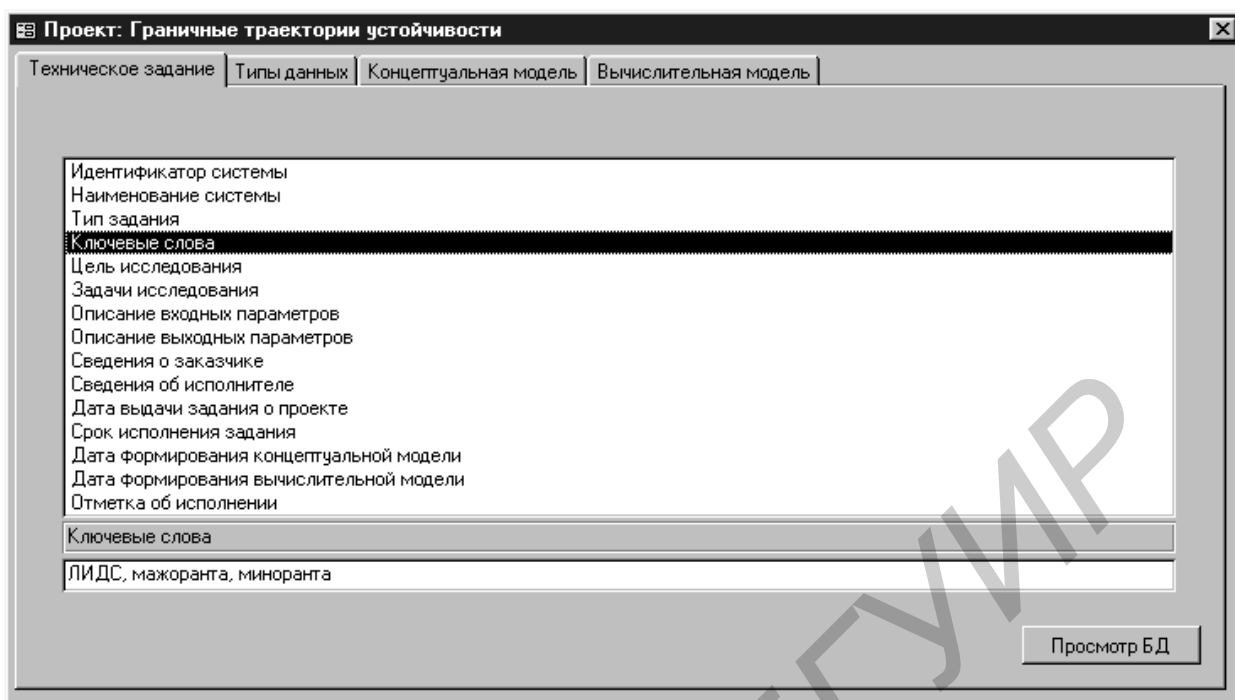 Проект: Граничные траектории устойчивости
Техническое задание Типы данных Концептуальная модель Вычислительная модель
Идентификатор системы
Наименование системы
Тип задания
Ключевые слова
Цель исследования
Задачи исследования
Описание входных параметров
Описание выходных параметров
Сведения о заказчике
Сведения об исполнителе
Дата выдачи задания о проекте
Срок исполнения задания
Дата формирования концептуальной модели
Дата формирования вычислительной модели
Отметка об исполнении
Ключевые слова
ЛИДС, мажоранта, миноранта
Просмотр БД
ГУИР